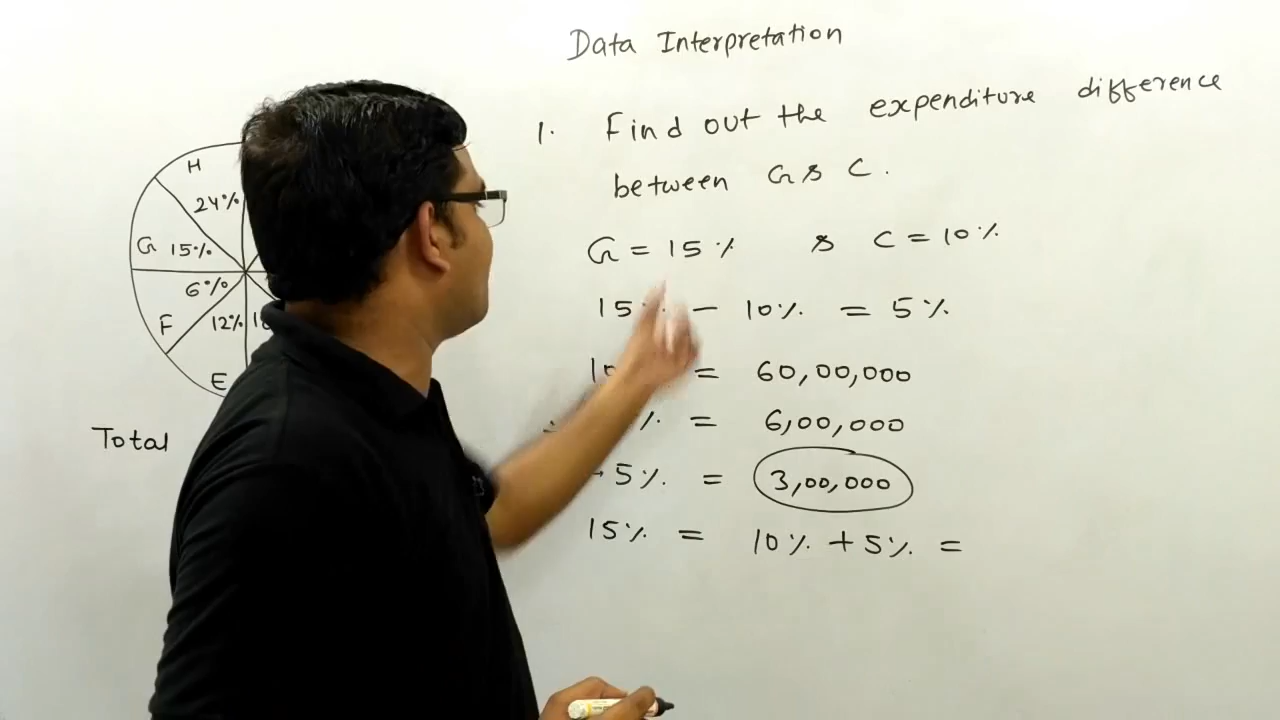 Data Interpretation
1. Find out the expenditure difference
between G & C.
G = 15% & C = 10%
15% - 10% = 5%
= 60,00,000
% = 6,00,000
5% = 3,00,000
15% = 10% + 5% =
H
24%
G 15%
6%
F
12%
E
Total